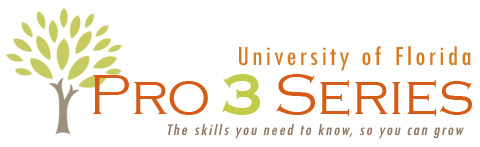 University of Florida
PRO 3 SERIES
The skills you need to know, so you can grow